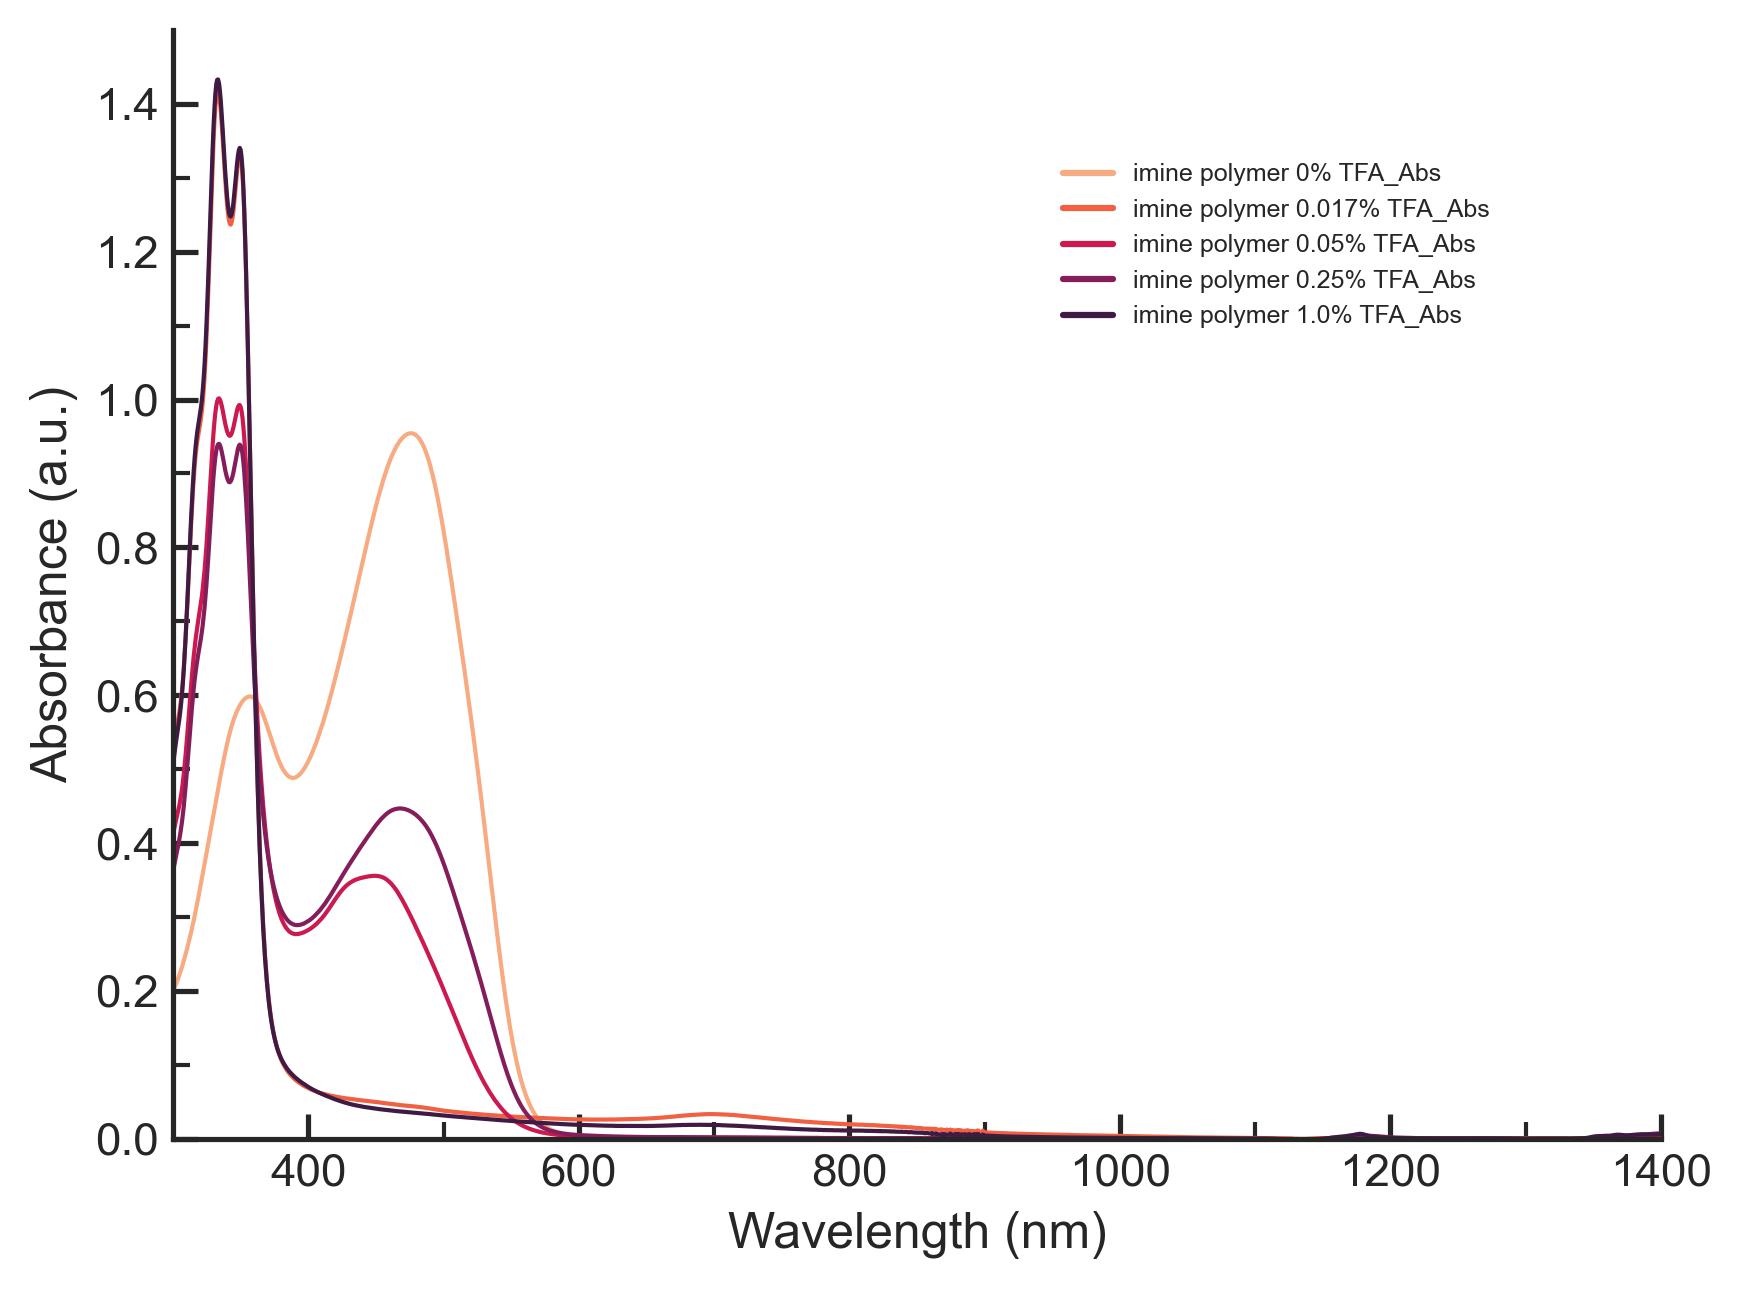 1.4
1.2
1.0
0.8
0.6
0.4
0.2
0.0
Absorbance (a.u.)
imine polymer 0% TFA_Abs
imine polymer 0.017% TFA_Abs
imine polymer 0.05% TFA_Abs
imine polymer 0.25% TFA_Abs
imine polymer 1.0% TFA_Abs
400 600 800 1000 1200 1400
Wavelength (nm)